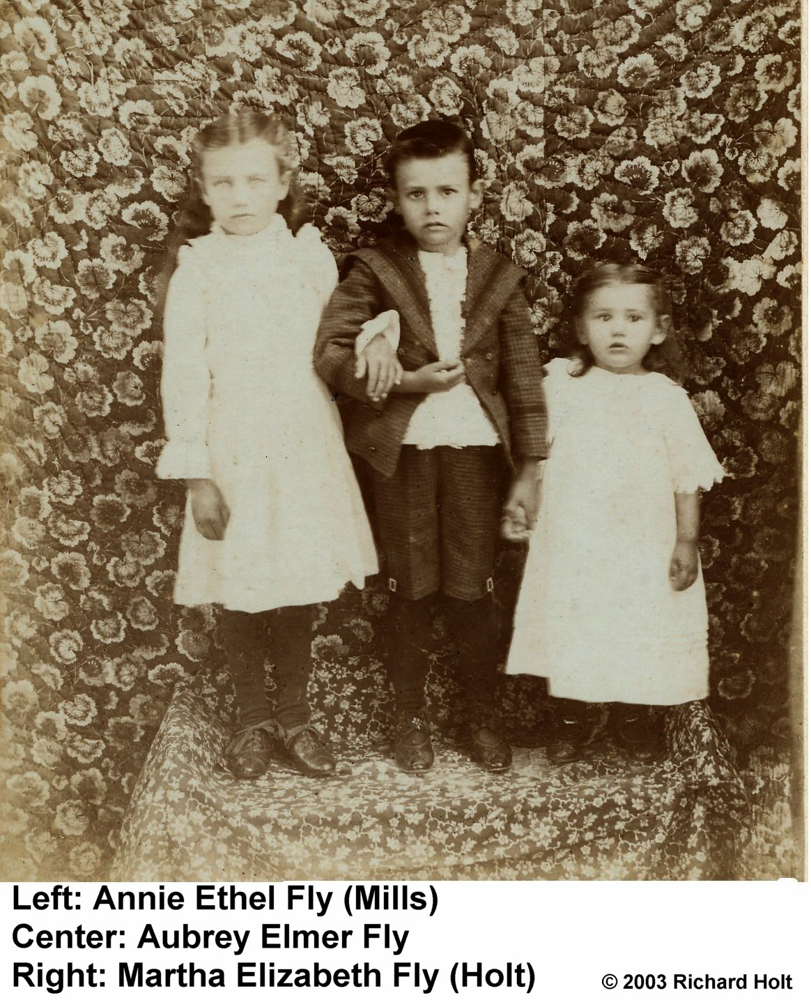 Left: Annie Ethel Fly (Mills)
Center: Aubrey Elmer Fly
Right: Martha Elizabeth Fly (Holt)
© 2003 Richard Holt